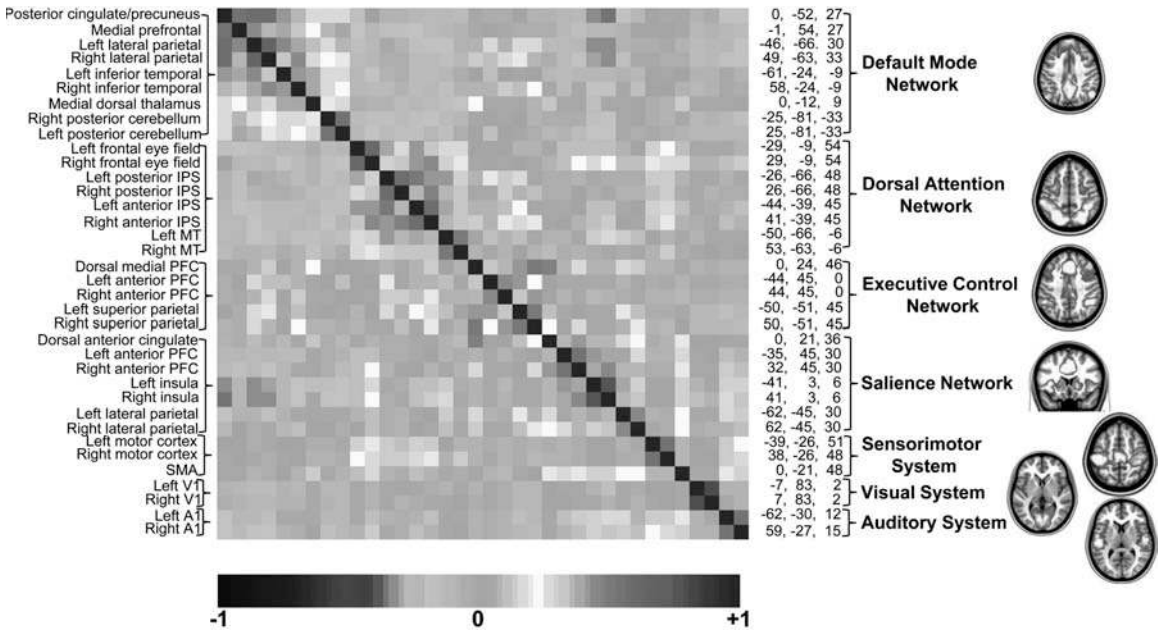 Posterior cingulate/precuneus 0, -52, 27
Medial prefrontal -1, 54, 27
Left lateral parietal -46, -66, 30
Right lateral parietal 49, -63, 33
Left inferior temporal -61, -24, -9
Right inferior temporal 58, -24, -9
Medial dorsal thalamus 0, -12, 9
Right posterior cerebellum -25, -81, -33
Left posterior cerebellum 25, -81, -33
Default Mode
Network
Left frontal eye field -29, -9, 54
Right frontal eye field 29, -9, 54
Left posterior IPS -26, -66, 48
Right posterior IPS 26, -66, 48
Left anterior IPS -44, -39, 45
Right anterior IPS 41, -39, 45
Left MT -50, -66, -6
Right MT 53, -63, -6
Dorsal Attention
Network
Dorsal medial PFC 0, 24, 46
Left anterior PFC -44, 45, 0
Right anterior PFC 44, 45, 0
Left superior parietal -50, -51, 45
Right superior parietal 50, -51, 45
Executive Control
Network
Dorsal anterior cingulate 0, 21, 36
Left anterior PFC -35, 45, 30
Right anterior PFC 32, 45, 30
Left insula -41, 3, 6
Right insula 41, 3, 6
Left lateral parietal -62, -45, 30
Right lateral parietal 62, -45, 30
Salience Network
Left motor cortex -39, -26, 51
Right motor cortex 38, -26, 48
SMA 0, -21, 48
Sensorimotor
System
Left V1 -7, 83, 2
Right V1 7, 83, 2
Visual System
Left A1 -62, -30, 12
Right A1 59, -27, 15
Auditory System
-1 0 +1